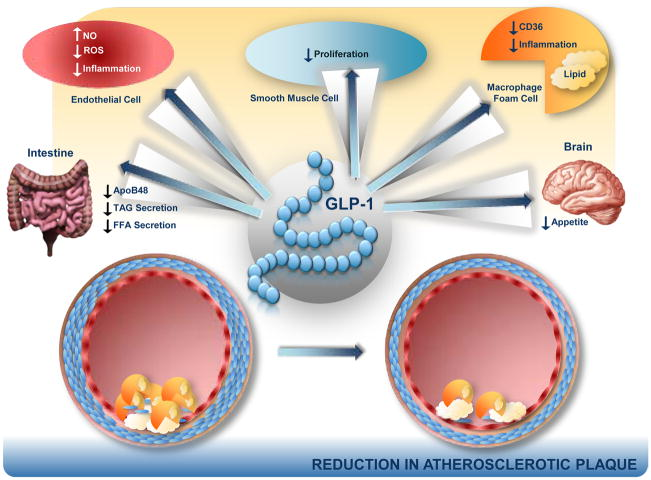 ↑ NO
↓ ROS
↓ Inflammation
Endothelial Cell
↓ Proliferation
Smooth Muscle Cell
↓ CD36
↓ Inflammation
Lipid
Macrophage
Foam Cell
Intestine
↓ ApoB48
↓ TAG Secretion
↓ FFA Secretion
GLP-1
Brain
↓ Appetite
REDUCTION IN ATHEROSCLEROTIC PLAQUE